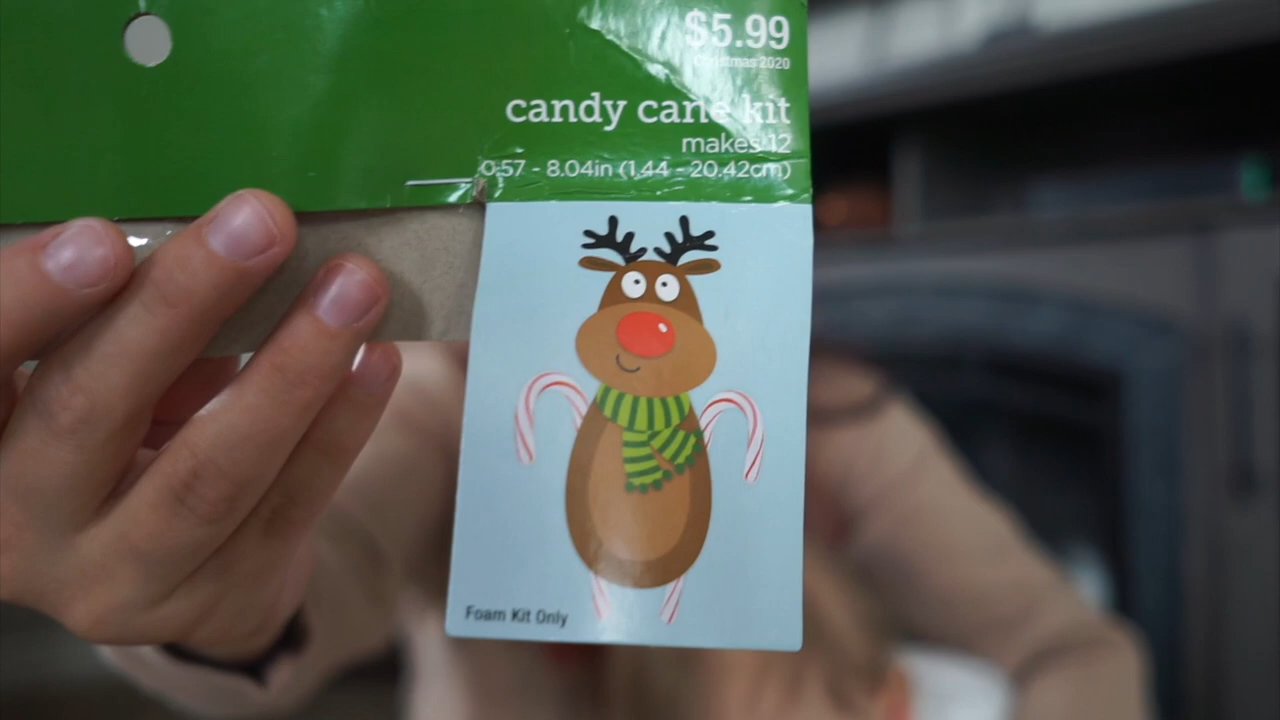 $5.99
Christmas 2020
candy cane kit
makes 12
0.57 - 8.04in (1.44 - 20.42cm)
Foam Kit Only